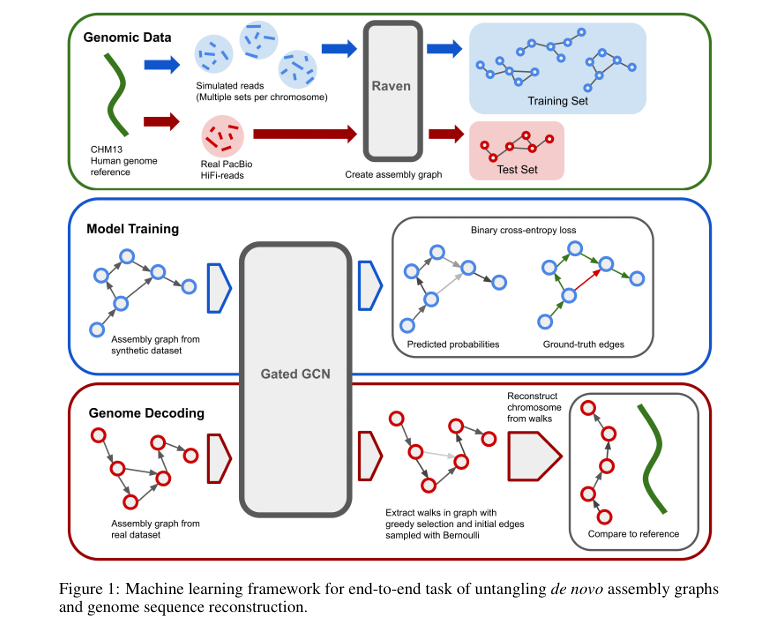 Genomic Data
Simulated reads
(Multiple sets per chromosome)
Raven
Training Set
CHM13
Human genome
reference
Real PacBio
HiFi-reads
Create assembly graph
Test Set
Model Training
Binary cross-entropy loss
Assembly graph from
synthetic dataset
Predicted probabilities
Ground-truth edges
Gated GCN
Genome Decoding
Reconstruct
chromosome
from walks
Assembly graph from
real dataset
Extract walks in graph with
greedy selection and initial edges
sampled with Bernoulli
Compare to reference
Figure 1: Machine learning framework for end-to-end task of untangling de novo assembly graphs
and genome sequence reconstruction.